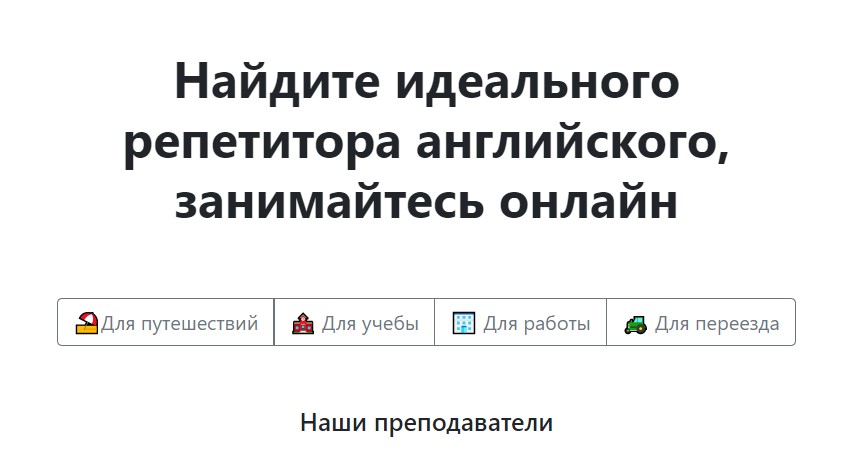 Найдите идеального
репетитора английского,
занимайтесь онлайн
Для путешествий Для учебы Для работы Для переезда
Наши преподаватели